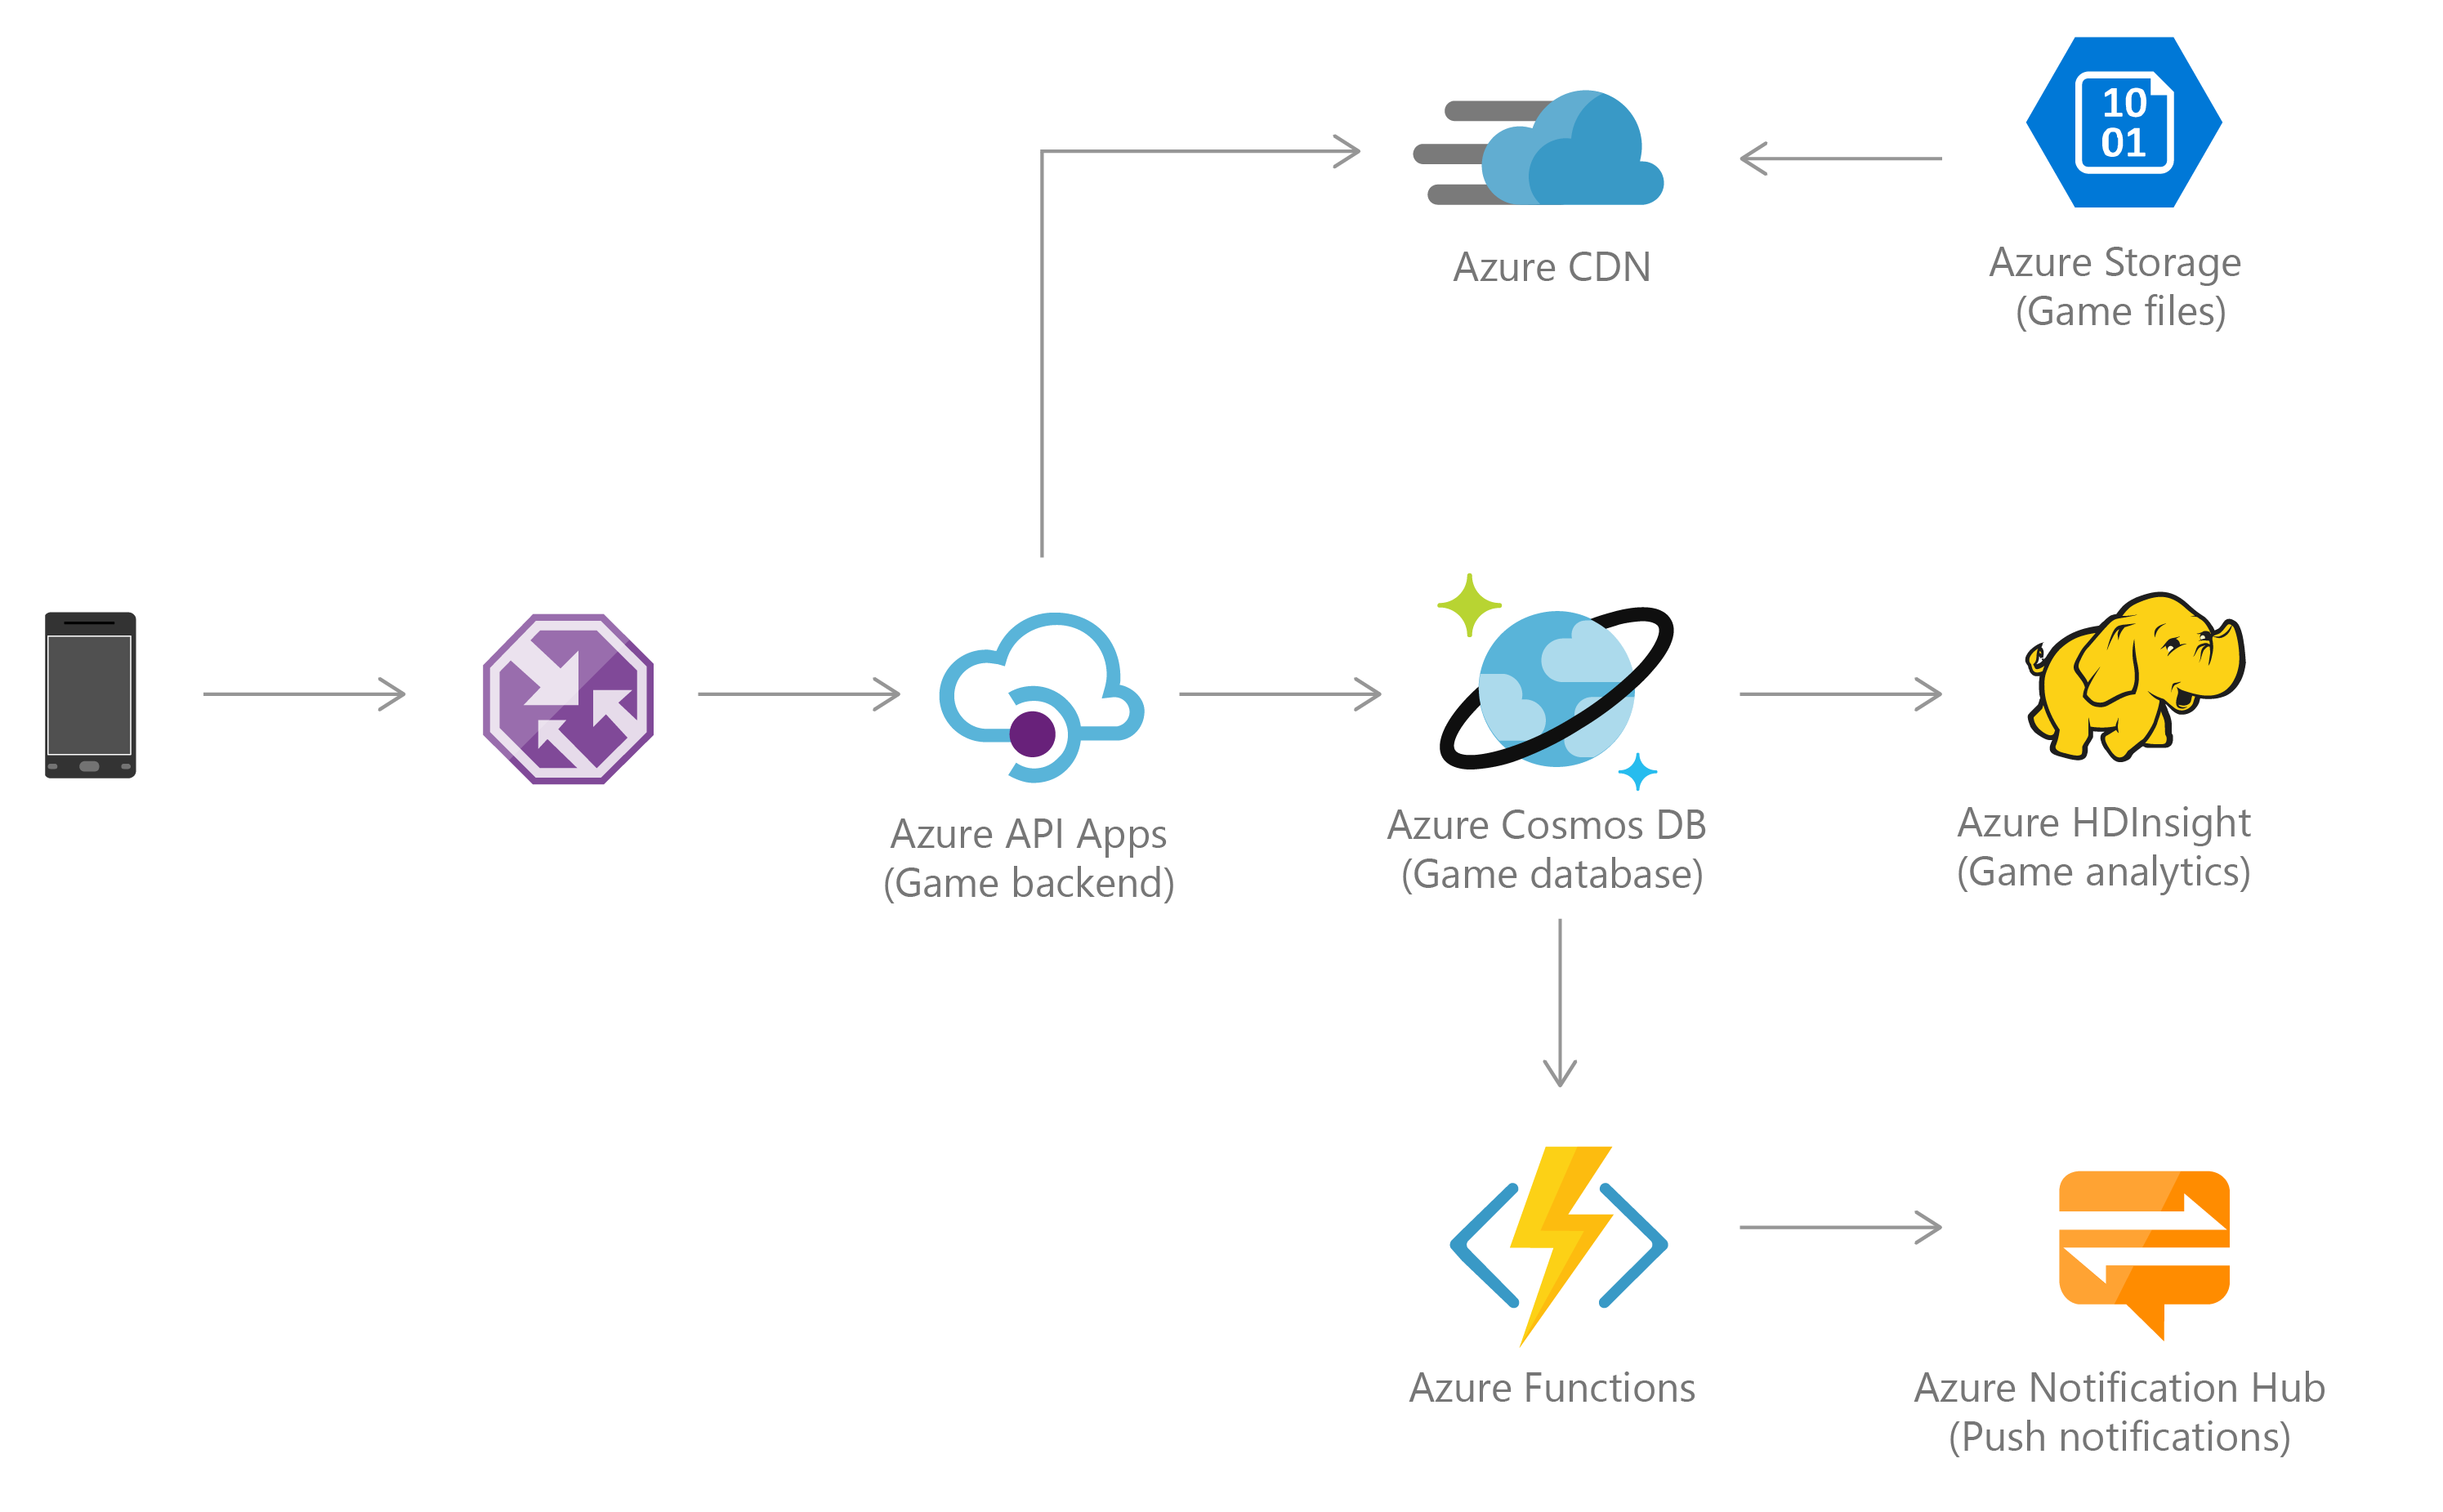 10
01
Azure CDN
Azure Storage
(Game files)
Azure API Apps
(Game backend)
Azure Cosmos DB
(Game database)
Azure HDInsight
(Game analytics)
Azure Functions
Azure Notification Hub
(Push notifications)